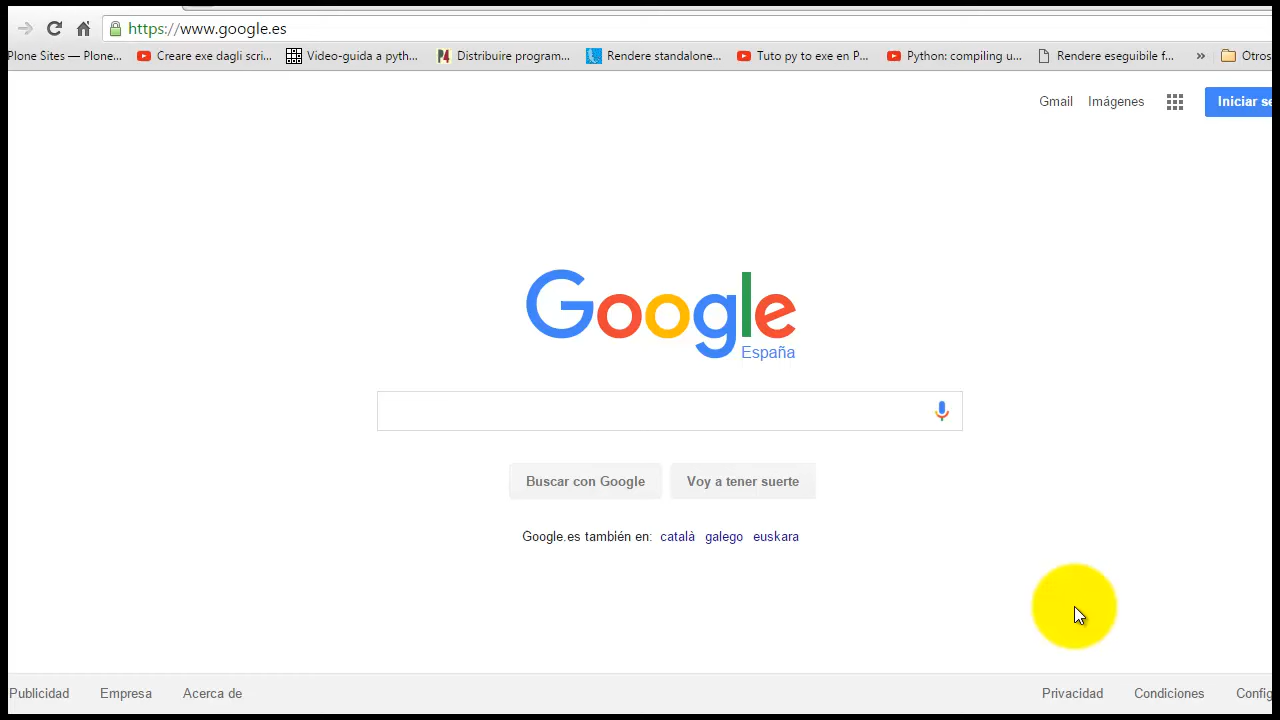 https://www.google.es
Plone Sites — Plone... Creare exe dagli scri... Video-guida a pyth... Distribuire program... Rendere standalone... Tuto py to exe en P... Python: compiling u... Rendere eseguibile f... » Otros
Gmail Imágenes Iniciar se
Google
España
Buscar con Google Voy a tener suerte
Google.es también en: català galego euskara
Publicidad Empresa Acerca de Privacidad Condiciones Config